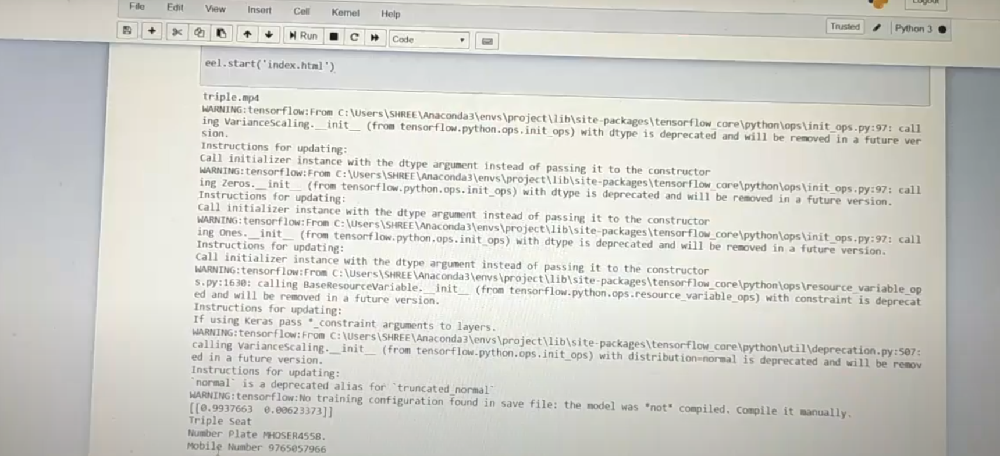 Logout
File Edit View Insert Cell Kernel Help
Trusted Python 3
Run Code
eel.start('index.html')
triple.mp4
WARNING:tensorflow:From C:\Users\SHREE\Anaconda3\envs\project\lib\site-packages\tensorflow_core\python\ops\init_ops.py:97: call
ing VarianceScaling.__init__ (from tensorflow.python.ops.init_ops) with dtype is deprecated and will be removed in a future ver
sion.
Instructions for updating:
Call initializer instance with the dtype argument instead of passing it to the constructor
WARNING:tensorflow:From C:\Users\SHREE\Anaconda3\envs\project\lib\site-packages\tensorflow_core\python\ops\init_ops.py:97: call
ing Zeros.__init__ (from tensorflow.python.ops.init_ops) with dtype is deprecated and will be removed in a future version.
Instructions for updating:
Call initializer instance with the dtype argument instead of passing it to the constructor
WARNING:tensorflow:From C:\Users\SHREE\Anaconda3\envs\project\lib\site-packages\tensorflow_core\python\ops\init_ops.py:97: call
ing Ones.__init__ (from tensorflow.python.ops.init_ops) with dtype is deprecated and will be removed in a future version.
Instructions for updating:
Call initializer instance with the dtype argument instead of passing it to the constructor
WARNING:tensorflow:From C:\Users\SHREE\Anaconda3\envs\project\lib\site-packages\tensorflow_core\python\ops\resource_variable_op
s.py:1630: calling BaseResourceVariable.__init__ (from tensorflow.python.ops.resource_variable_ops) with constraint is deprecat
ed and will be removed in a future version.
Instructions for updating:
If using Keras pass *_constraint arguments to layers.
WARNING:tensorflow:From C:\Users\SHREE\Anaconda3\envs\project\lib\site-packages\tensorflow_core\python\util\deprecation.py:507:
calling VarianceScaling.__init__ (from tensorflow.python.ops.init_ops) with distribution=normal is deprecated and will be remov
ed in a future version.
Instructions for updating:
`normal` is a deprecated alias for `truncated_normal`
WARNING:tensorflow:No training configuration found in save file: the model was *not* compiled. Compile it manually.
[[0.9937663 0.00623373]]
Triple Seat
Number Plate MHOSER4558.
Mobile Number 9765057966